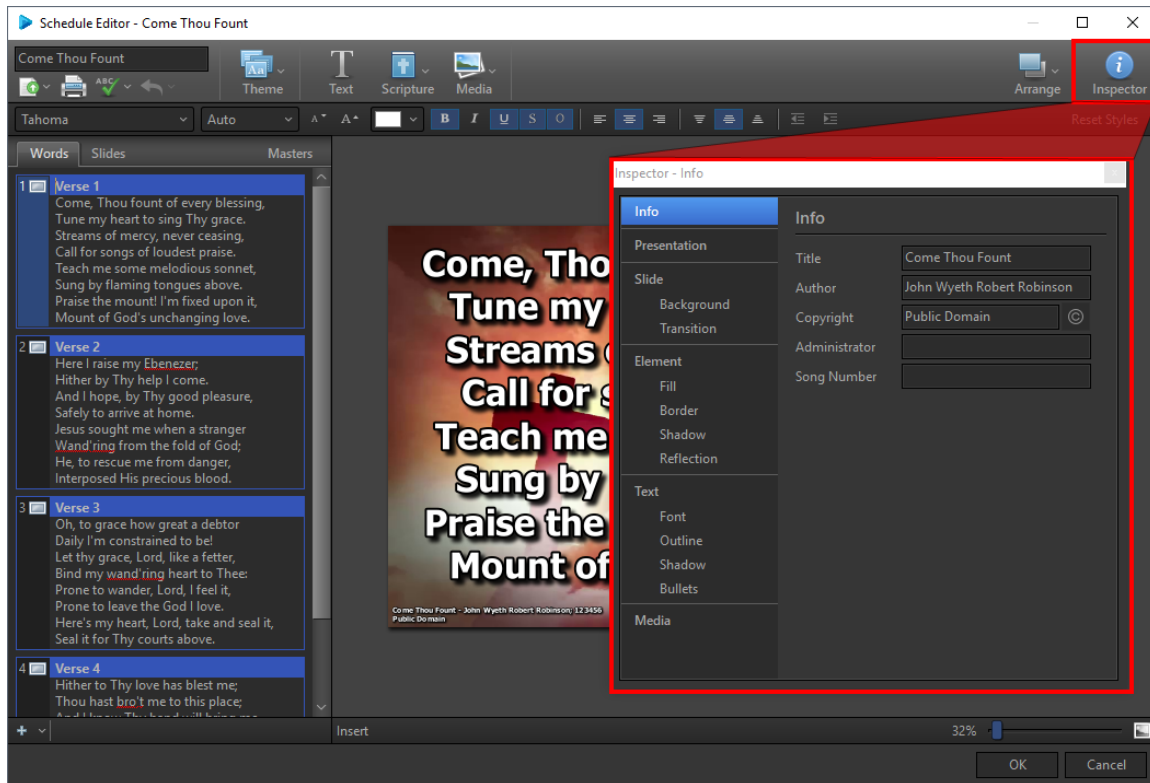 Schedule Editor - Come Thou Fount
Come Thou Fount
ABC
Aa
Theme
T
Text
Scripture
Media
Arrange
i
Inspector
Tahoma
Auto
A
A
B I U S O
Reset Styles
Words
Slides
Masters
1
Verse 1
Come, Thou fount of every blessing,
Tune my heart to sing Thy grace.
Streams of mercy, never ceasing,
Call for songs of loudest praise.
Teach me some melodious sonnet,
Sung by flaming tongues above.
Praise the mount! I'm fixed upon it,
Mount of God's unchanging love.
2
Verse 2
Here I raise my Ebenezer;
Hither by Thy help I come.
And I hope, by Thy good pleasure,
Safely to arrive at home.
Jesus sought me when a stranger
Wand'ring from the fold of God;
He, to rescue me from danger,
Interposed His precious blood.
3
Verse 3
Oh, to grace how great a debtor
Daily I'm constrained to be!
Let thy grace, Lord, like a fetter,
Bind my wand'ring heart to Thee:
Prone to wander, Lord, I feel it,
Prone to leave the God I love.
Here's my heart, Lord, take and seal it,
Seal it for Thy courts above.
4
Verse 4
Hither to Thy love has blest me;
Thou hast bro't me to this place;
And I know Thy hand will bring me
Come, Tho
Tune my
Streams
Call for s
Teach me
Sung by
Praise the
Mount of
Come Thou Fount - John Wyeth Robert Robinson; 123456
Public Domain
Inspector - Info
Info
Presentation
Slide
Background
Transition
Element
Fill
Border
Shadow
Reflection
Text
Font
Outline
Shadow
Bullets
Media
Info
Title
Come Thou Fount
Author
John Wyeth Robert Robinson
Copyright
Public Domain
©
Administrator
Song Number
Insert
32%
OK
Cancel